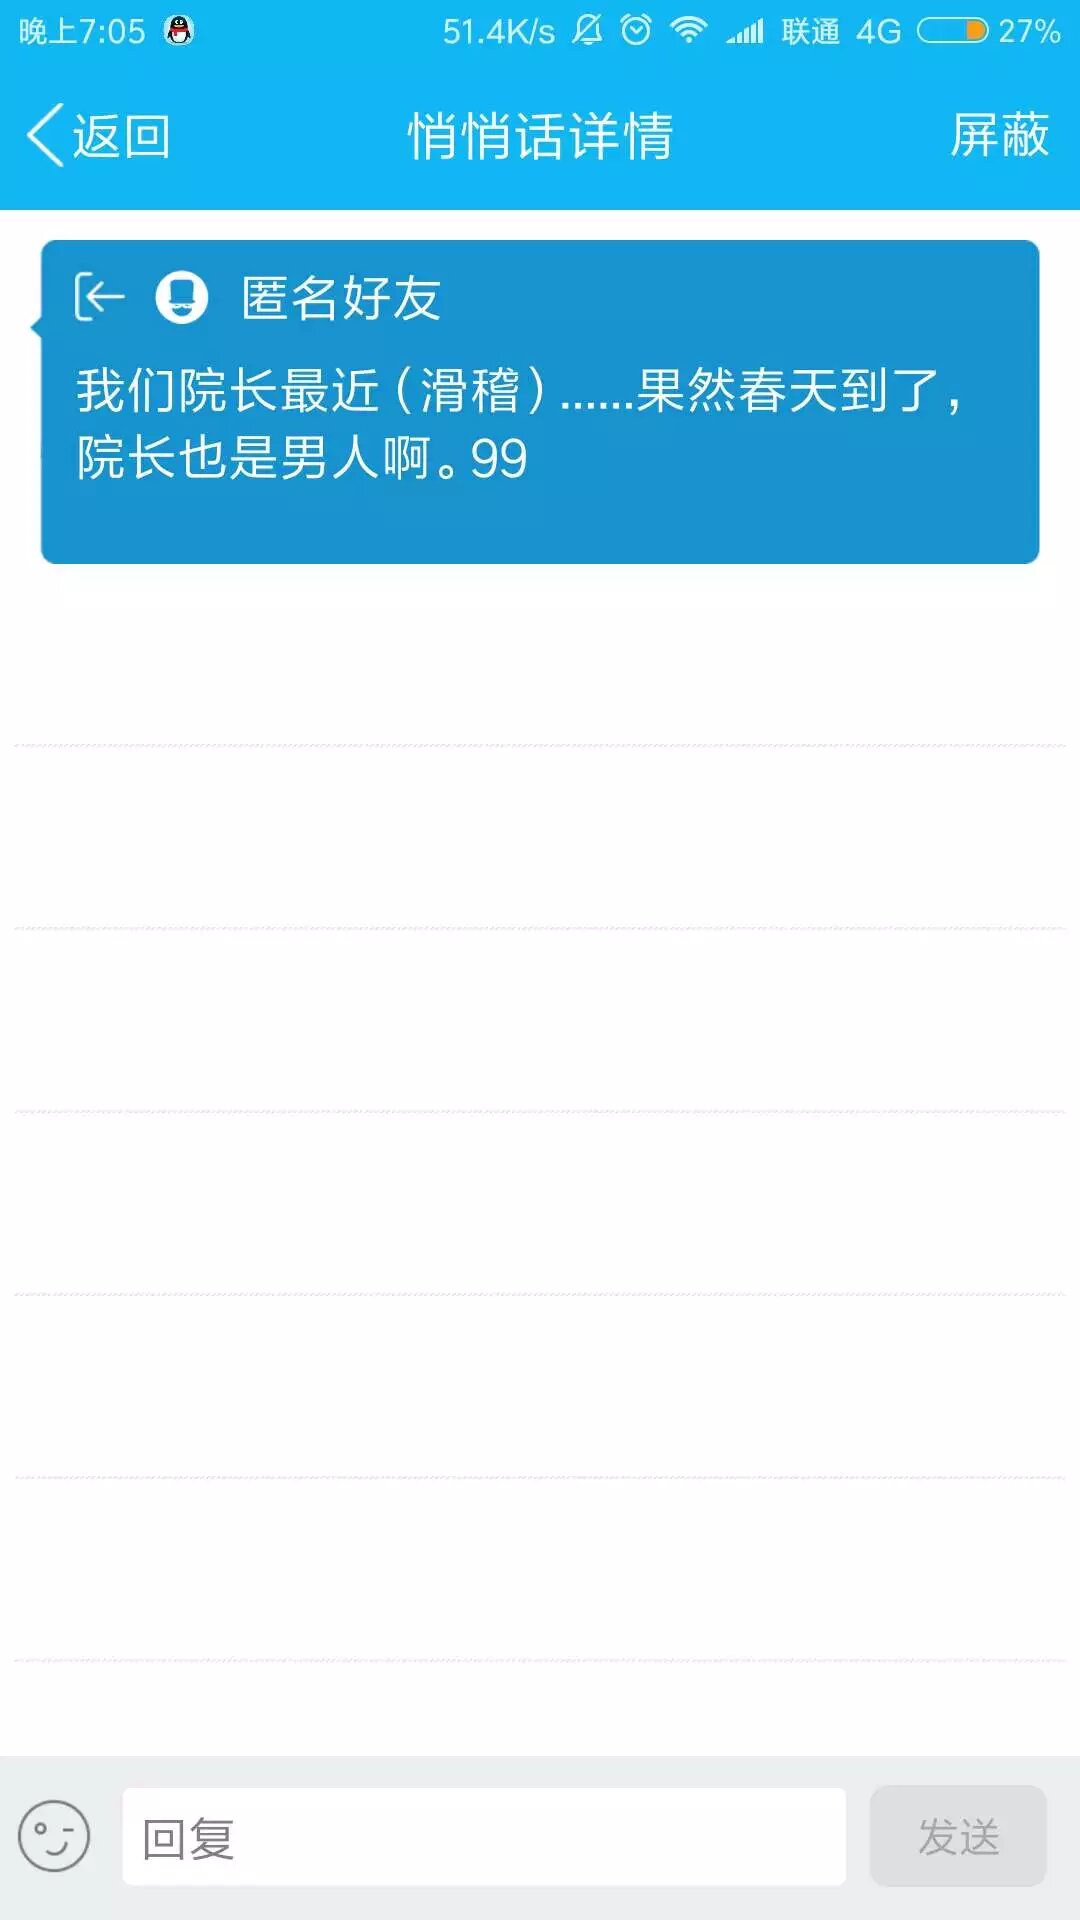 晚上7:05 51.4K/s 联通 4G 27%
返回 悄悄话详情 屏蔽
匿名好友
我们院长最近（滑稽）……果然春天到了，
院长也是男人啊。99
回复 发送